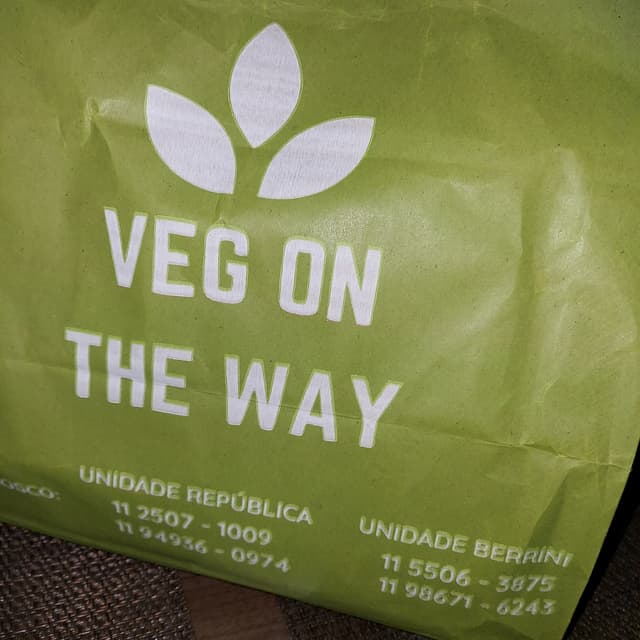 VEG ON
THE WAY
UNIDADE REPÚBLICA
11 2507 - 1009
11 94936 - 0974
UNIDADE BERRINI
11 5506 - 3875
11 98671 - 6243